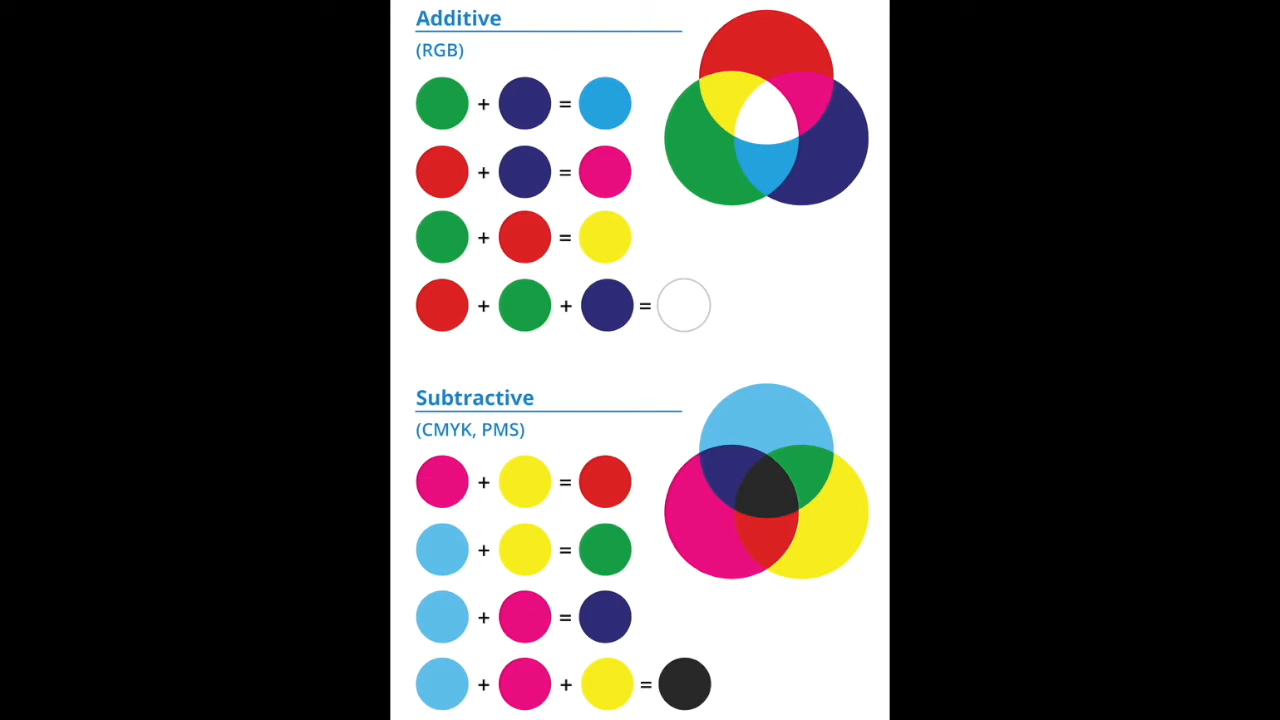 Additive
(RGB)
+ =
+ =
+ =
+ + =
Subtractive
(CMYK, PMS)
+ =
+ =
+ =
+ + =